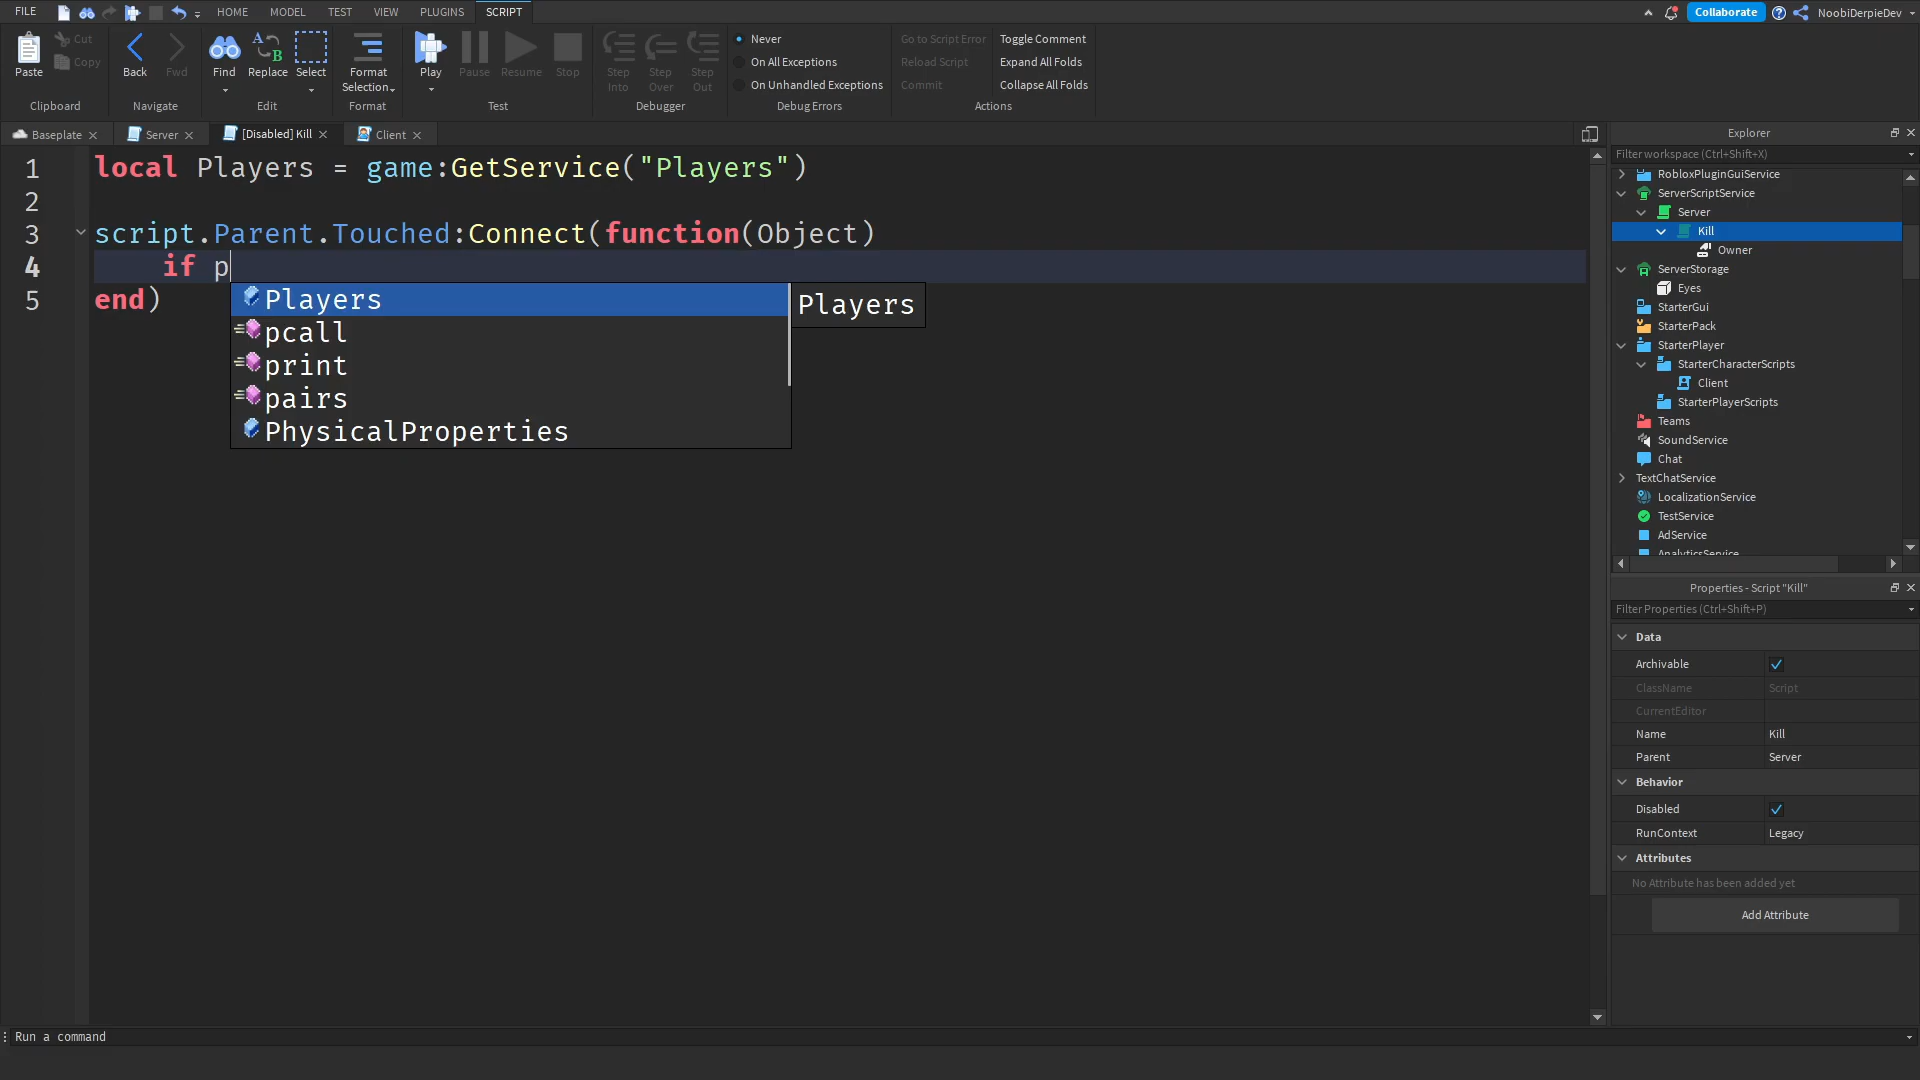 FILE
HOME
MODEL
TEST
VIEW
PLUGINS
SCRIPT
Collaborate
NoobiDerpieDev
Paste
Cut
Copy
Clipboard
Back
Fwd
Navigate
Find
Replace
Select
Edit
Format
Selection
Format
Play
Pause
Resume
Stop
Test
Step
Into
Step
Over
Step
Out
Debugger
Never
On All Exceptions
On Unhandled Exceptions
Debug Errors
Go to Script Error
Reload Script
Commit
Toggle Comment
Expand All Folds
Collapse All Folds
Actions
Baseplate
Server
[Disabled] Kill
Client
1 local Players = game:GetService("Players")
2
3 script.Parent.Touched:Connect(function(Object)
4 if p
5 end)
Players
pcall
print
pairs
PhysicalProperties
Players
Explorer
Filter workspace (Ctrl+Shift+X)
RobloxPluginGuiService
ServerScriptService
Server
Kill
Owner
ServerStorage
Eyes
StarterGui
StarterPack
StarterPlayer
StarterCharacterScripts
Client
StarterPlayerScripts
Teams
SoundService
Chat
TextChatService
LocalizationService
TestService
AdService
AnalyticsService
Properties - Script "Kill"
Filter Properties (Ctrl+Shift+P)
Data
Archivable
ClassName Script
CurrentEditor
Name Kill
Parent Server
Behavior
Disabled
RunContext Legacy
Attributes
No Attribute has been added yet
Add Attribute
Run a command